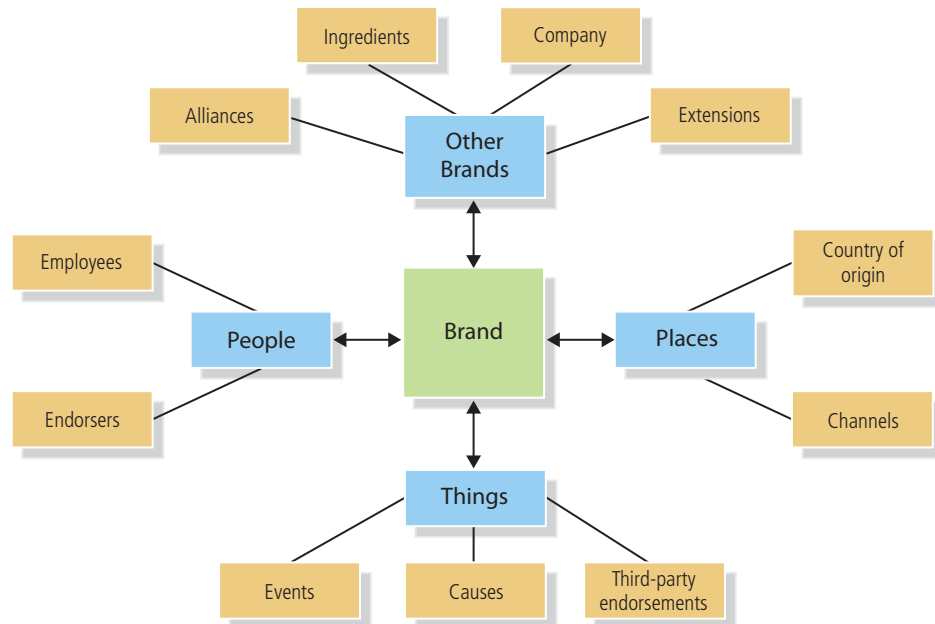 Ingredients
Company
Alliances
Extensions
Other
Brands
Employees
Country of
origin
People
Brand
Places
Endorsers
Channels
Things
Events
Causes
Third-party
endorsements